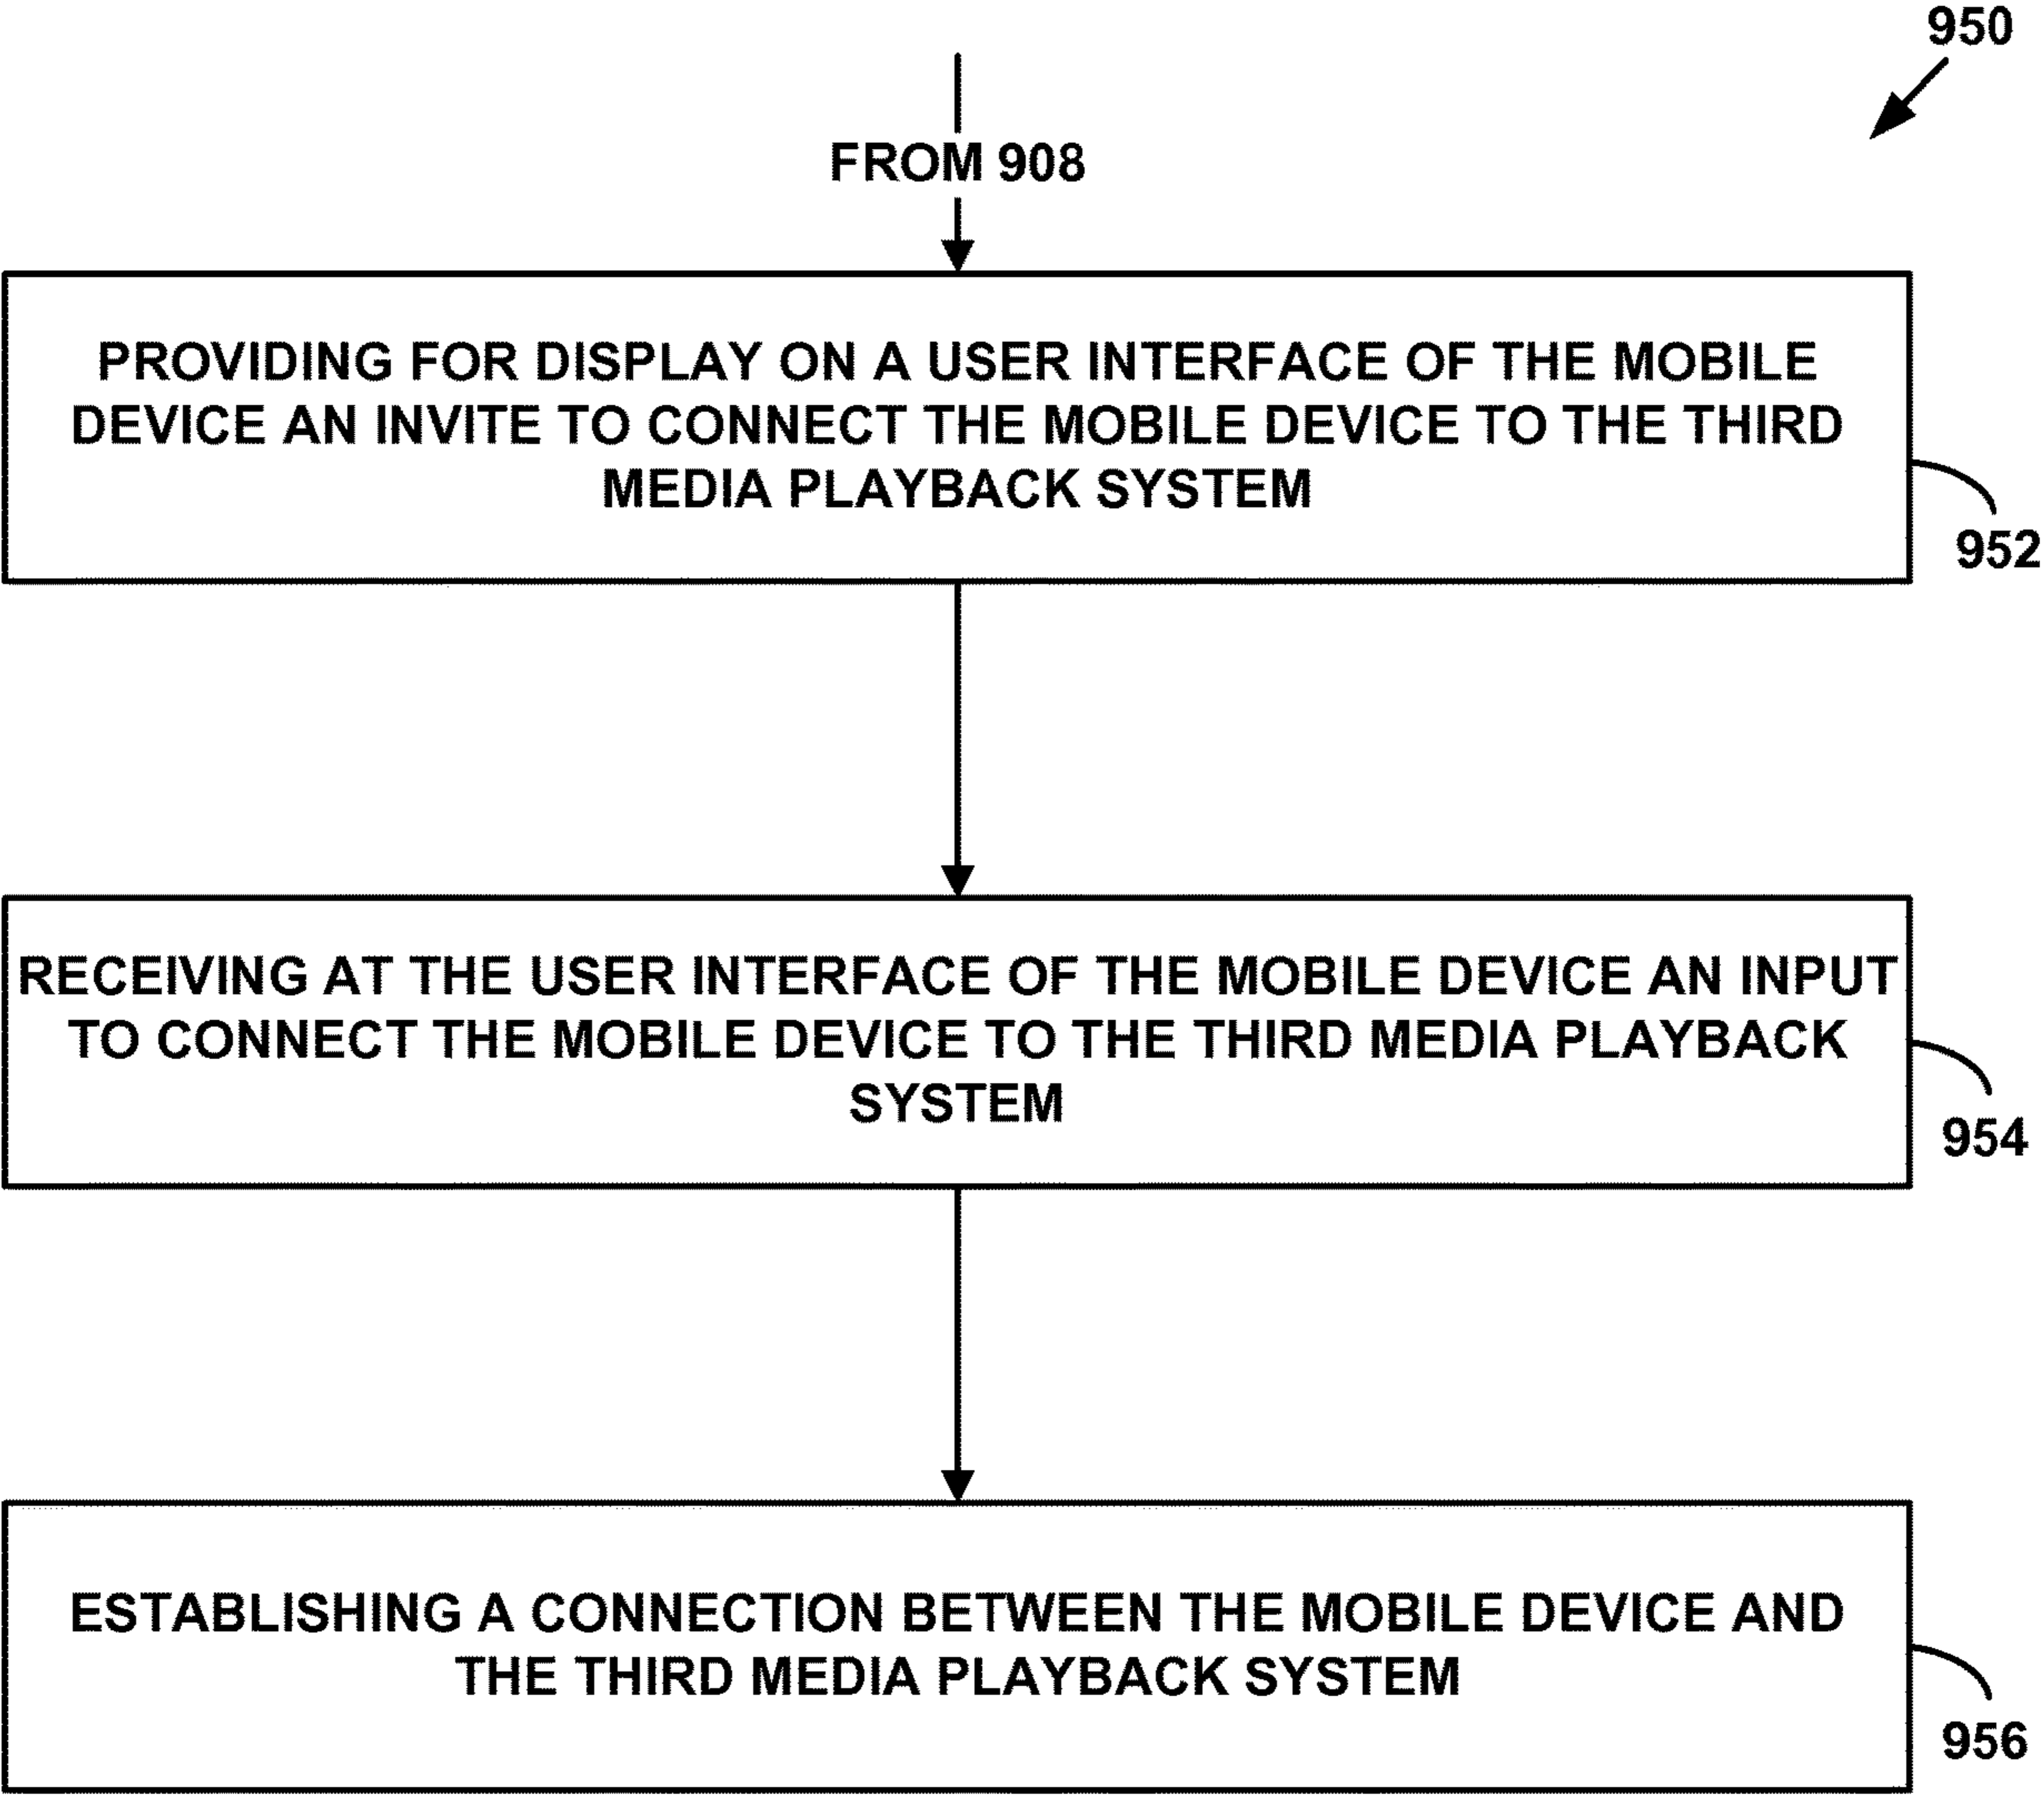 950
FROM 908
PROVIDING FOR DISPLAY ON A USER INTERFACE OF THE MOBILE
DEVICE AN INVITE TO CONNECT THE MOBILE DEVICE TO THE THIRD
MEDIA PLAYBACK SYSTEM
952
RECEIVING AT THE USER INTERFACE OF THE MOBILE DEVICE AN INPUT
TO CONNECT THE MOBILE DEVICE TO THE THIRD MEDIA PLAYBACK
SYSTEM
954
ESTABLISHING A CONNECTION BETWEEN THE MOBILE DEVICE AND
THE THIRD MEDIA PLAYBACK SYSTEM
956